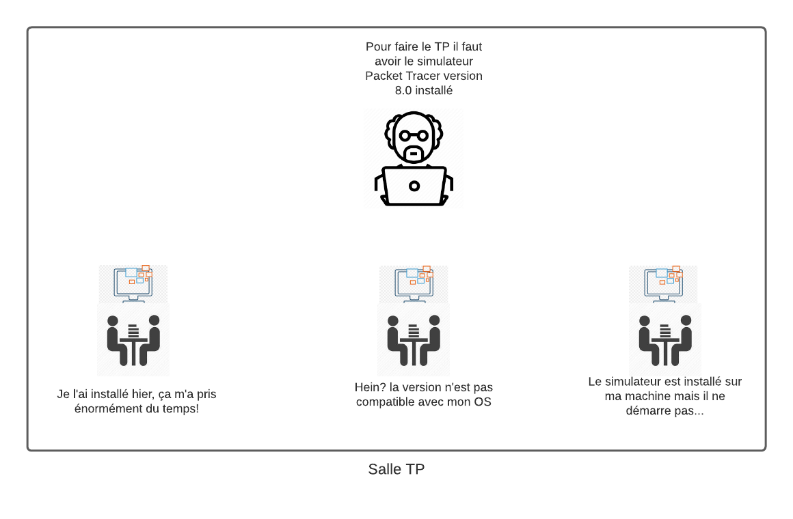 Pour faire le TP il faut
avoir le simulateur
Packet Tracer version
8.0 installé
Je l'ai installé hier, ça m'a pris
énormément du temps!
Hein? la version n'est pas
compatible avec mon OS
Le simulateur est installé sur
ma machine mais il ne
démarre pas...
Salle TP